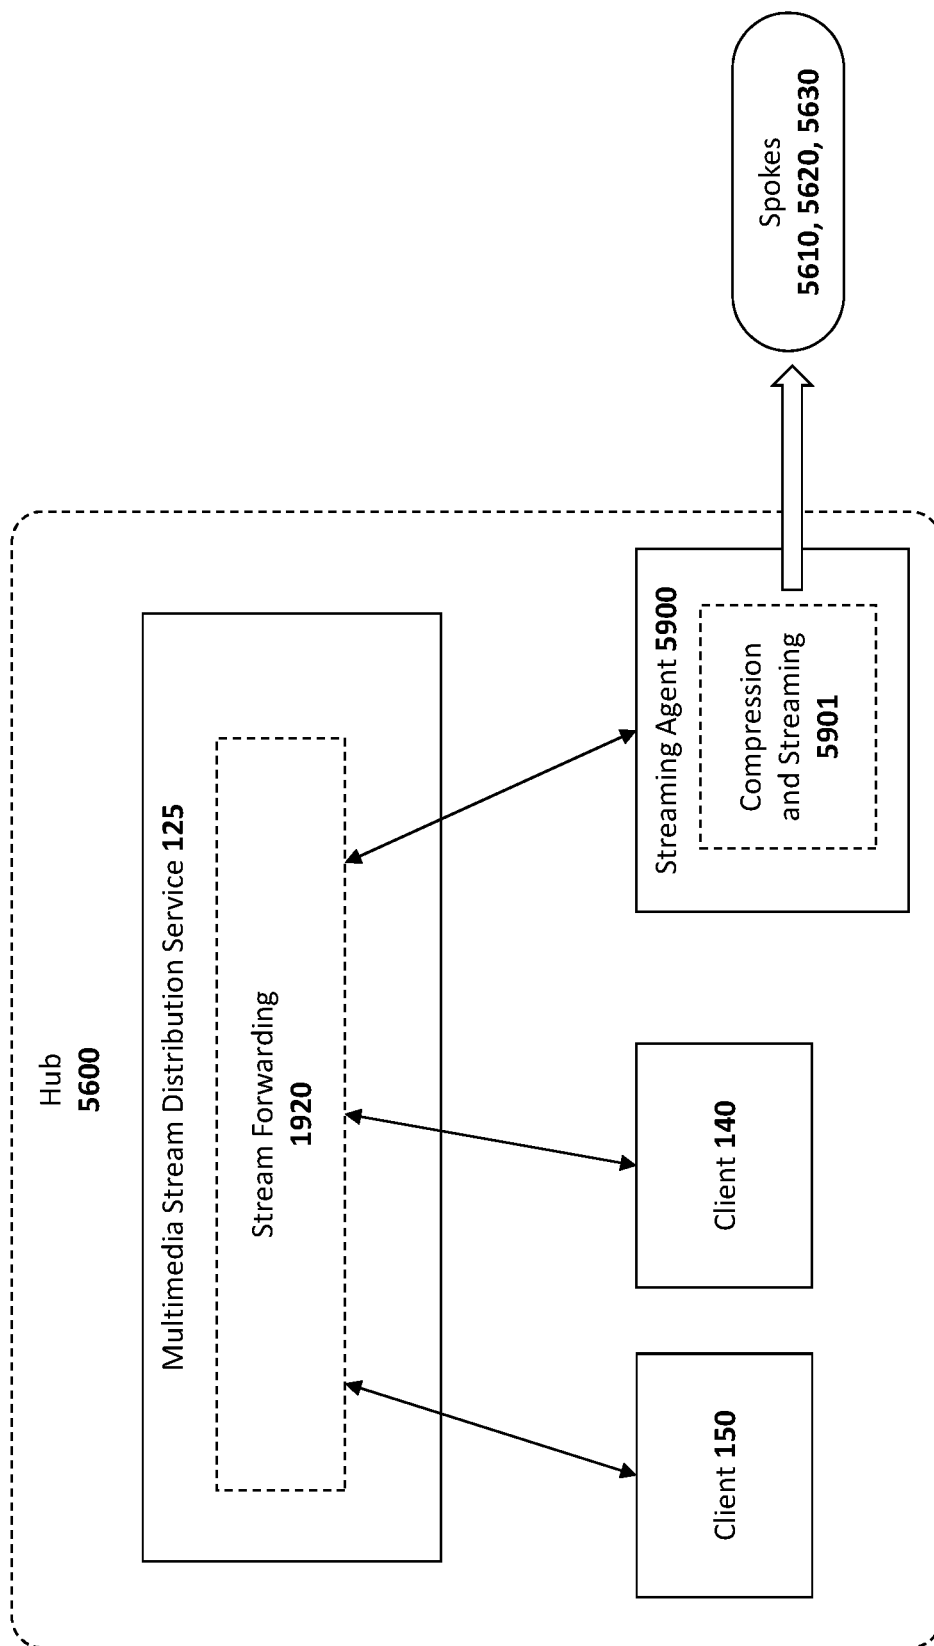 Hub
5600
Multimedia Stream Distribution Service 125
Stream Forwarding
1920
Client 150
Client 140
Streaming Agent 5900
Compression
and Streaming
5901
Spokes
5610, 5620, 5630